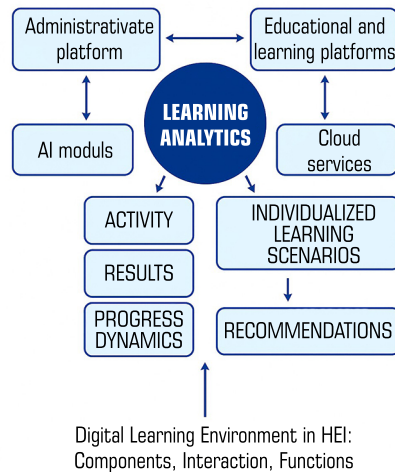 Administrativate
platform
Educational and
learning platforms
LEARNING
ANALYTICS
AI moduls
Cloud
services
ACTIVITY
INDIVIDUALIZED
LEARNING
SCENARIOS
RESULTS
PROGRESS
DYNAMICS
RECOMMENDATIONS
Digital Learning Environment in HEI:
Components, Interaction, Functions